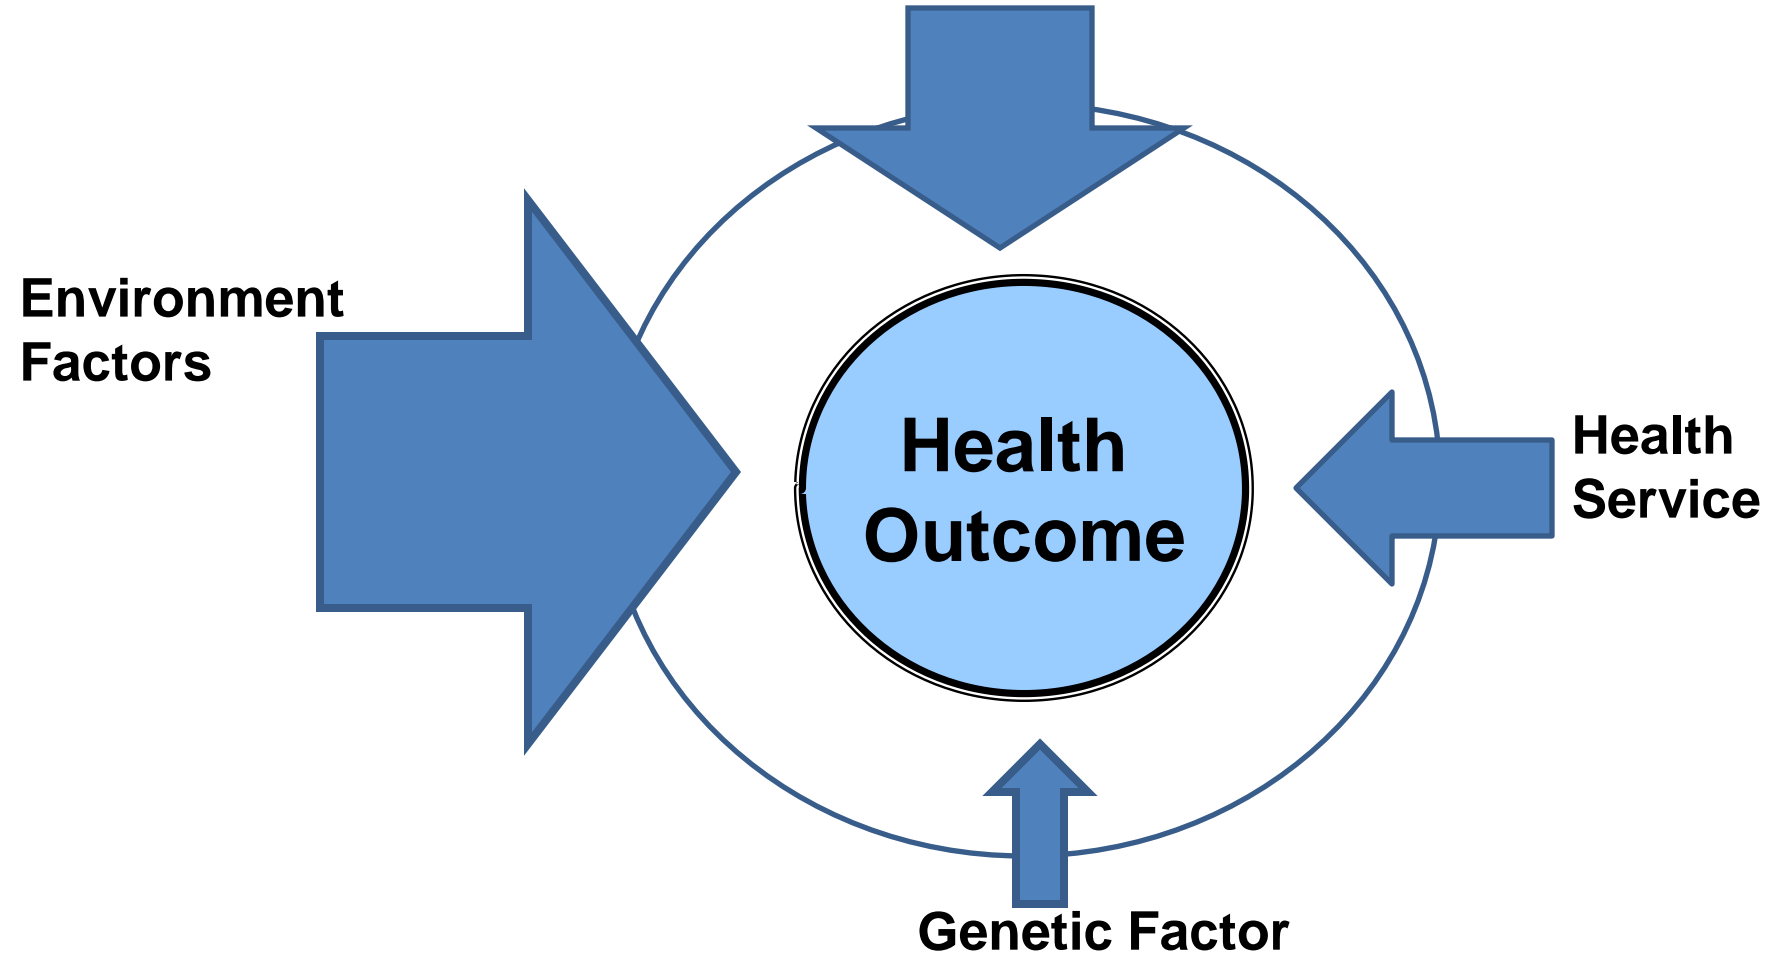 Environment
Factors
Health
Outcome
Health
Service
Genetic Factor